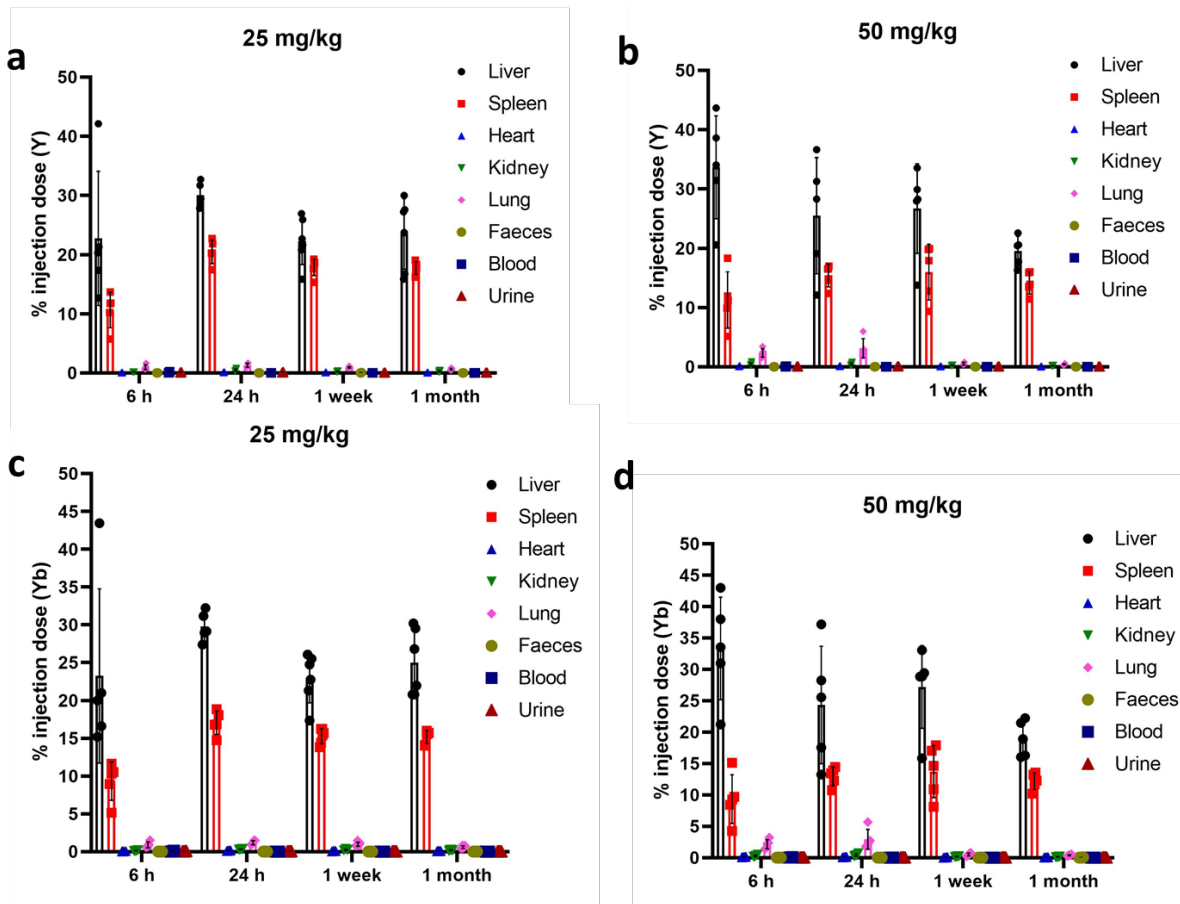 a
25 mg/kg
% injection dose (Y)
50
40
30
20
10
0
6 h 24 h 1 week 1 month
Liver
Spleen
Heart
Kidney
Lung
Faeces
Blood
Urine
b
50 mg/kg
% injection dose (Y)
50
40
30
20
10
0
6 h 24 h 1 week 1 month
Liver
Spleen
Heart
Kidney
Lung
Faeces
Blood
Urine
c
25 mg/kg
% injection dose (Yb)
50
45
40
35
30
25
20
15
10
5
0
6 h 24 h 1 week 1 month
Liver
Spleen
Heart
Kidney
Lung
Faeces
Blood
Urine
d
50 mg/kg
% injection dose (Yb)
50
45
40
35
30
25
20
15
10
5
0
6 h 24 h 1 week 1 month
Liver
Spleen
Heart
Kidney
Lung
Faeces
Blood
Urine